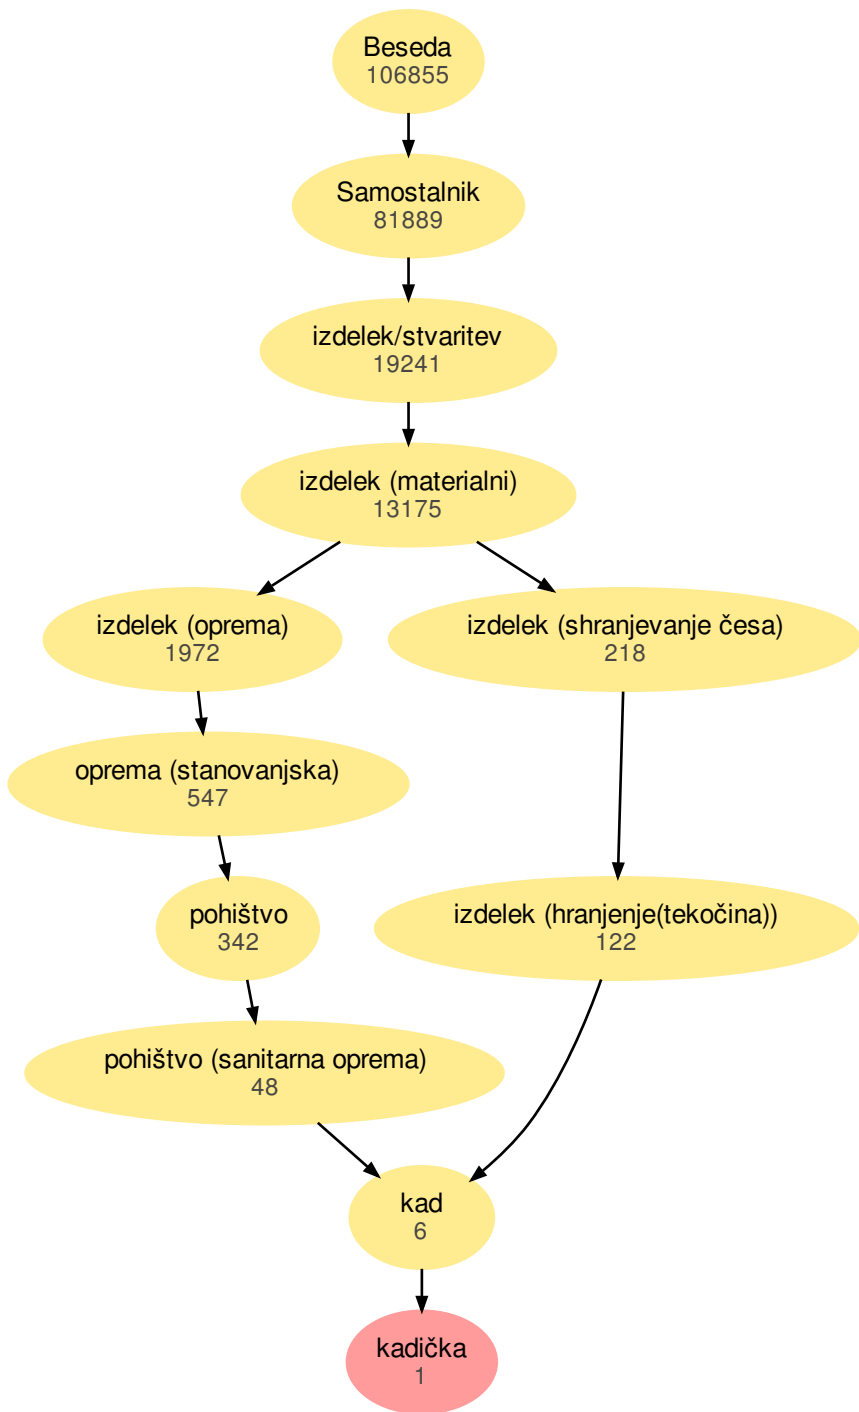 Beseda
106855
Samostalnik
81889
izdelek/stvaritev
19241
izdelek (materialni)
13175
izdelek (oprema)
1972
izdelek (shranjevanje česa)
218
oprema (stanovanjska)
547
pohištvo
342
izdelek (hranjenje(tekočina))
122
pohištvo (sanitarna oprema)
48
kad
6
kadička
1